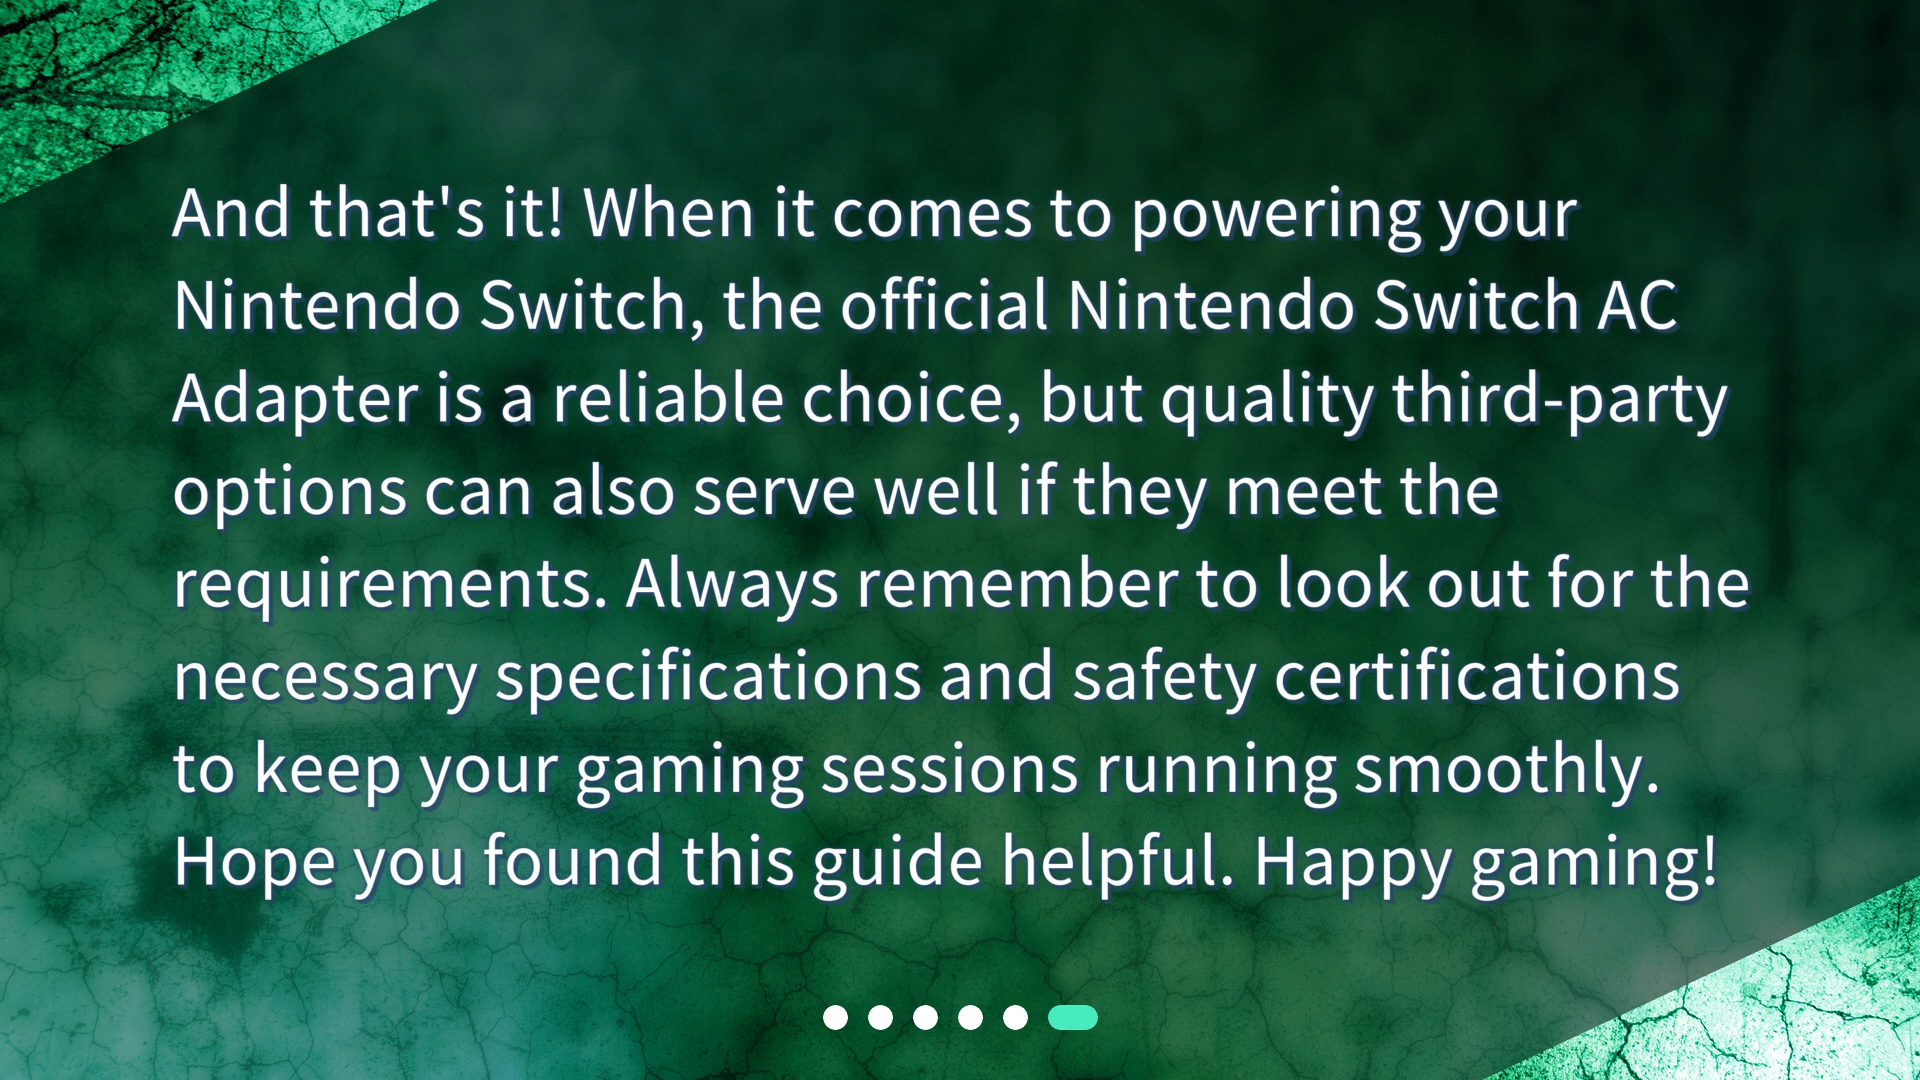 And that's it! When it comes to powering your
Nintendo Switch, the official Nintendo Switch AC
Adapter is a reliable choice, but quality third-party
options can also serve well if they meet the
requirements. Always remember to look out for the
necessary specifications and safety certifications
to keep your gaming sessions running smoothly.
Hope you found this guide helpful. Happy gaming!